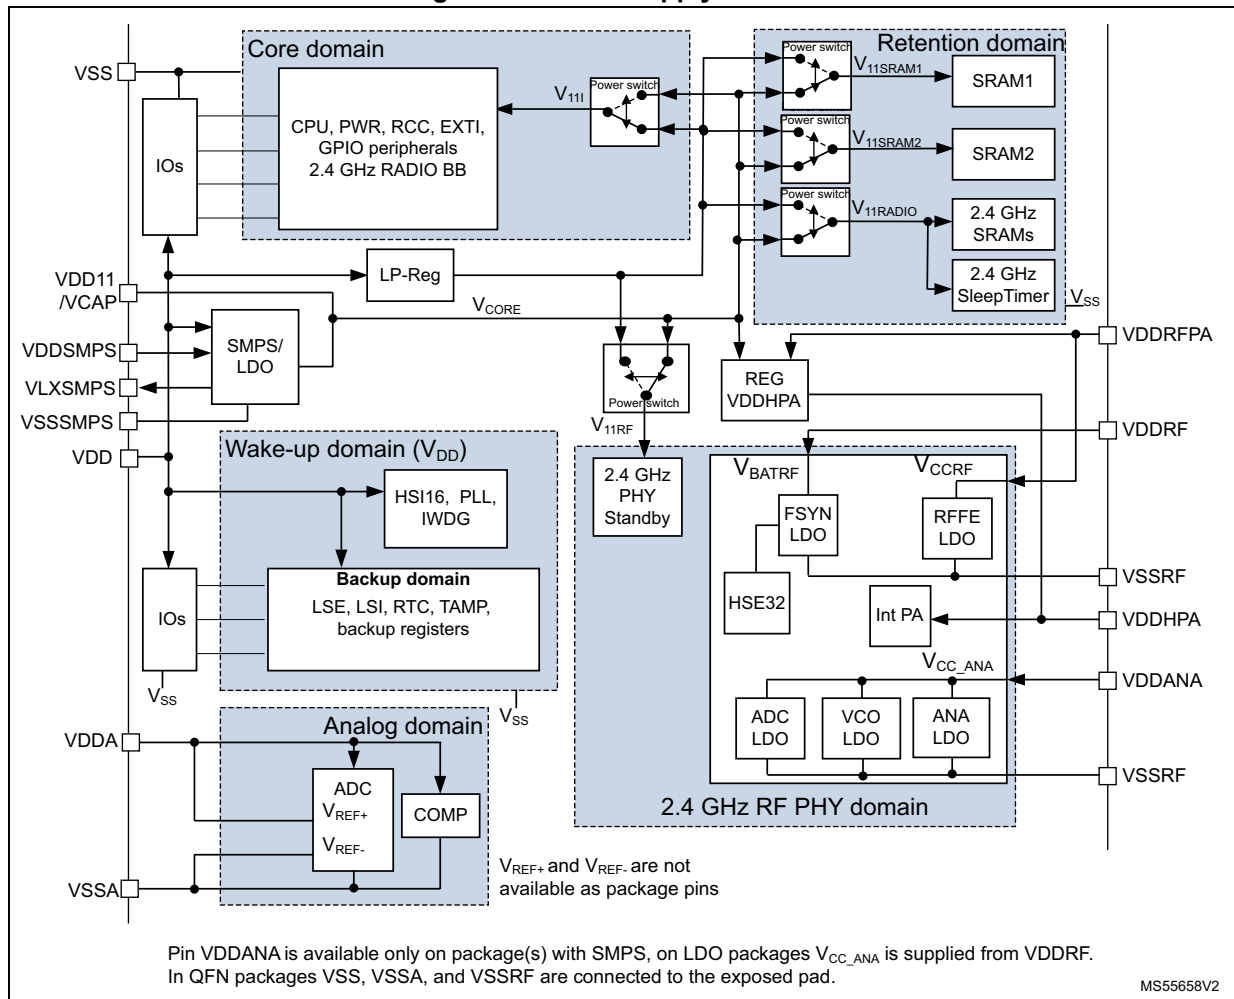 Core domain
Retention domain
VSS
IOs
CPU, PWR, RCC, EXTI,
GPIO peripherals
2.4 GHz RADIO BB
V11I
Power switch
Power switch
V11SRAM1
SRAM1
Power switch
V11SRAM2
SRAM2
Power switch
V11RADIO
2.4 GHz
SRAMs
2.4 GHz
SleepTimer
VSS
LP-Reg
VDD11
/VCAP
VCORE
VDDSMPS
SMPS/
LDO
VLXSMPS
VSSSMPS
VDD
Power switch
V11RF
REG
VDDHPA
VDDRFPA
VDDRF
Wake-up domain (VDD)
HSI16, PLL,
IWDG
Backup domain
LSE, LSI, RTC, TAMP,
backup registers
IOs
VSS
VSS
2.4 GHz
PHY
Standby
VBATRF
VCCRF
FSYN
LDO
RFFE
LDO
HSE32
Int PA
VSSRF
VDDHPA
VCC_ANA
VDDANA
ADC
LDO
VCO
LDO
ANA
LDO
VSSRF
2.4 GHz RF PHY domain
Analog domain
VDDA
ADC
VREF+
VREF-
COMP
VSSA
VREF+ and VREF- are not
available as package pins
Pin VDDANA is available only on package(s) with SMPS, on LDO packages VCC_ANA is supplied from VDDRF.
In QFN packages VSS, VSSA, and VSSRF are connected to the exposed pad.
MS55658V2